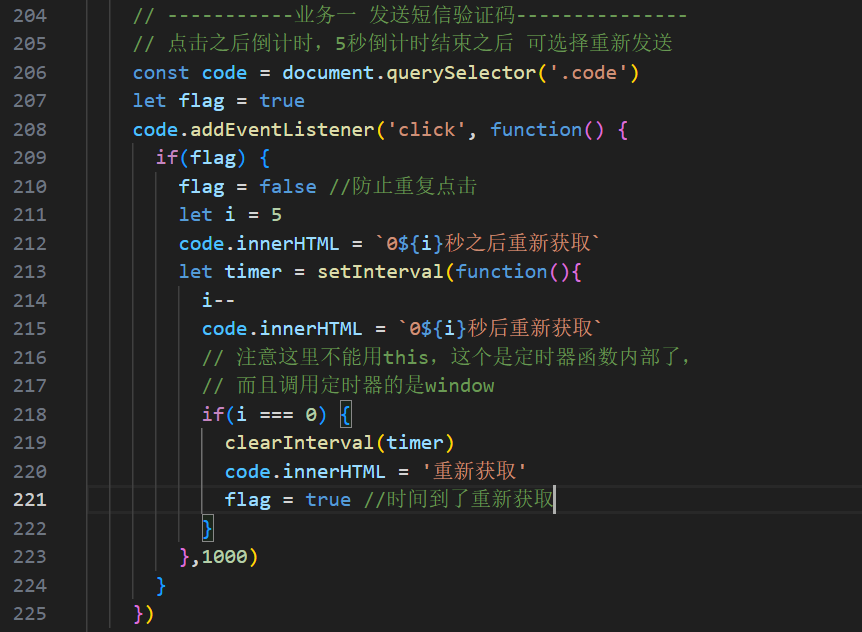 204 // -----------业务一 发送短信验证码---------------
205 // 点击之后倒计时，5秒倒计时结束之后 可选择重新发送
206 const code = document.querySelector('.code')
207 let flag = true
208 code.addEventListener('click', function() {
209 if(flag) {
210 flag = false //防止重复点击
211 let i = 5
212 code.innerHTML = `0${i}秒之后重新获取`
213 let timer = setInterval(function(){
214 i--
215 code.innerHTML = `0${i}秒后重新获取`
216 // 注意这里不能用this，这个是定时器函数内部了，
217 // 而且调用定时器的是window
218 if(i === 0) {
219 clearInterval(timer)
220 code.innerHTML = '重新获取'
221 flag = true //时间到了重新获取
222 }
223 },1000)
224 }
225 })